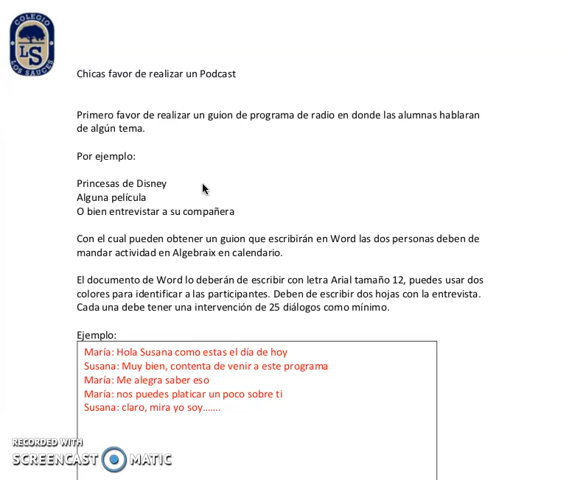 COLEGIO
LS
LOS SAUCES
Chicas favor de realizar un Podcast
Primero favor de realizar un guion de programa de radio en donde las alumnas hablaran
de algún tema.
Por ejemplo:
Princesas de Disney
Alguna película
O bien entrevistar a su compañera
Con el cual pueden obtener un guion que escribirán en Word las dos personas deben de
mandar actividad en Algebraix en calendario.
El documento de Word lo deberán de escribir con letra Arial tamaño 12, puedes usar dos
colores para identificar a las participantes. Deben de escribir dos hojas con la entrevista.
Cada una debe tener una intervención de 25 diálogos como mínimo.
Ejemplo:
María: Hola Susana como estas el día de hoy
Susana: Muy bien, contenta de venir a este programa
María: Me alegra saber eso
María: nos puedes platicar un poco sobre ti
Susana: claro, mira yo soy…….
RECORDED WITH
SCREENCAST MATIC